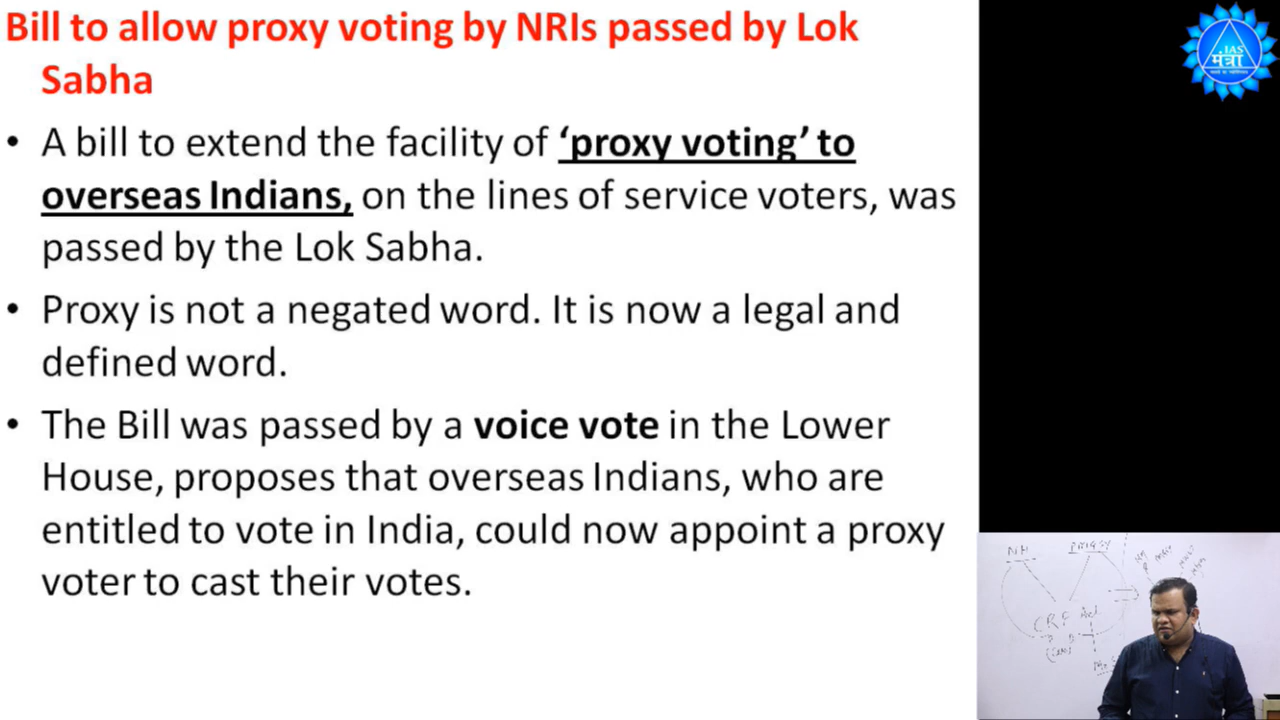 Bill to allow proxy voting by NRIs passed by Lok
Sabha
• A bill to extend the facility of ‘proxy voting’ to
overseas Indians, on the lines of service voters, was
passed by the Lok Sabha.
• Proxy is not a negated word. It is now a legal and
defined word.
• The Bill was passed by a voice vote in the Lower
House, proposes that overseas Indians, who are
entitled to vote in India, could now appoint a proxy
voter to cast their votes.
IAS
मंत्रा
NH PMGSY
CRF Act